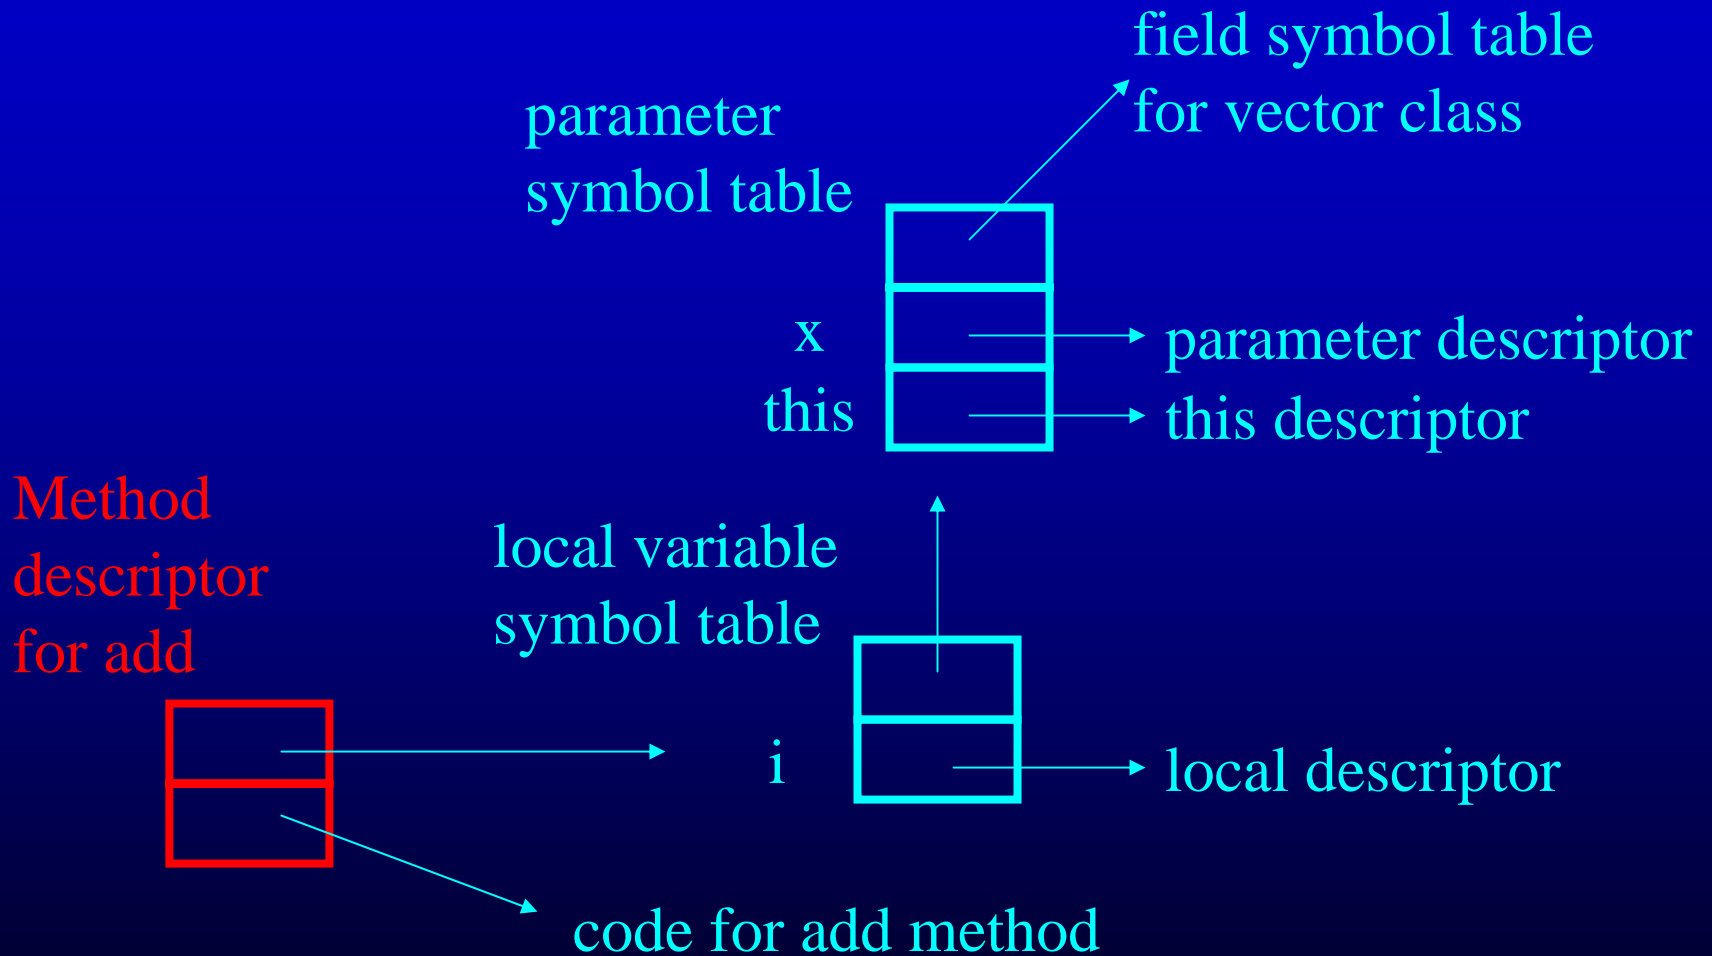 field symbol table
for vector class
parameter
symbol table
x
parameter descriptor
this
this descriptor
Method
descriptor
for add
local variable
symbol table
i
local descriptor
code for add method